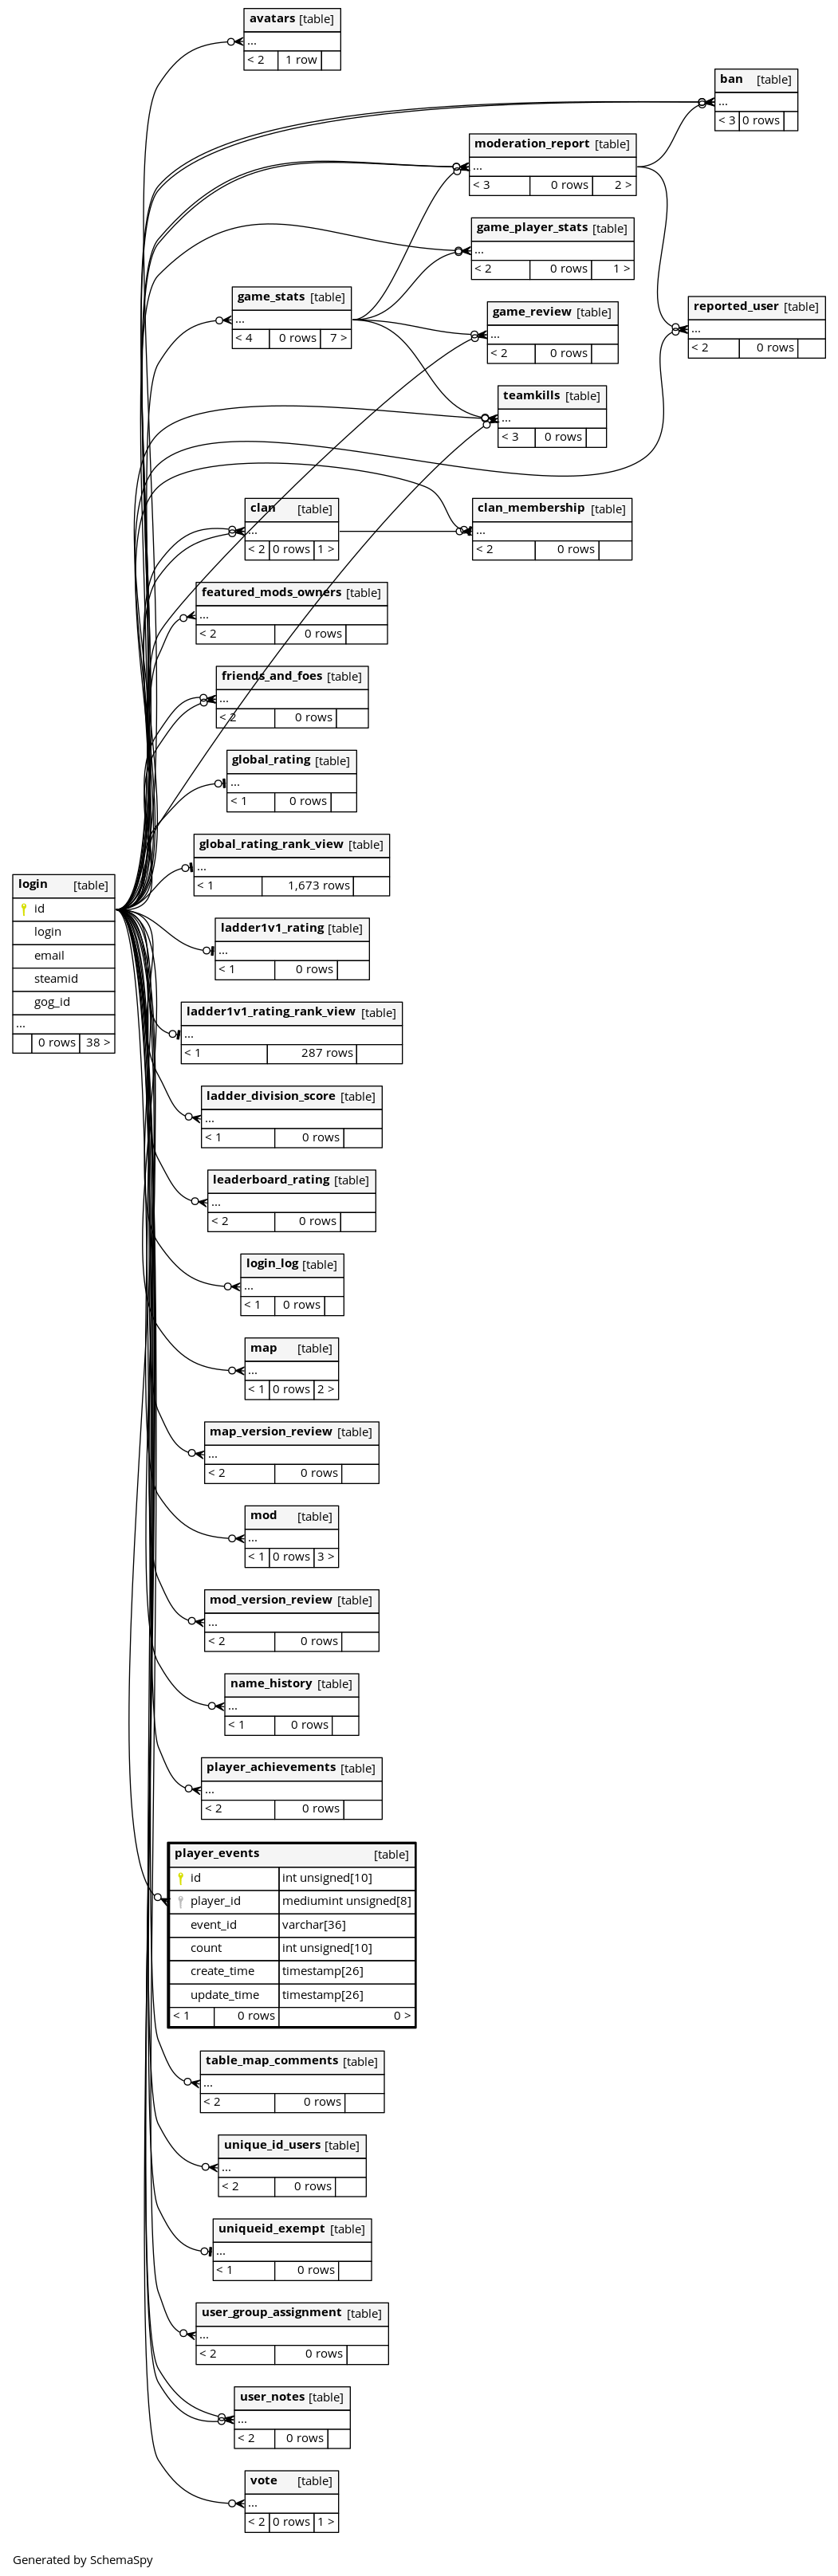 avatars [table]
...
< 2 1 row
ban [table]
...
< 3 0 rows
moderation_report [table]
...
< 3 0 rows 2 >
game_player_stats [table]
...
< 2 0 rows 1 >
game_stats [table]
...
< 4 0 rows 7 >
game_review [table]
...
< 2 0 rows
reported_user [table]
...
< 2 0 rows
teamkills [table]
...
< 3 0 rows
clan [table]
...
< 2 0 rows 1 >
clan_membership [table]
...
< 2 0 rows
featured_mods_owners [table]
...
< 2 0 rows
friends_and_foes [table]
...
< 2 0 rows
global_rating [table]
...
< 1 0 rows
global_rating_rank_view [table]
...
< 1 1,673 rows
login [table]
id
login
email
steamid
gog_id
...
0 rows 38 >
ladder1v1_rating [table]
...
< 1 0 rows
ladder1v1_rating_rank_view [table]
...
< 1 287 rows
ladder_division_score [table]
...
< 1 0 rows
leaderboard_rating [table]
...
< 2 0 rows
login_log [table]
...
< 1 0 rows
map [table]
...
< 1 0 rows 2 >
map_version_review [table]
...
< 2 0 rows
mod [table]
...
< 1 0 rows 3 >
mod_version_review [table]
...
< 2 0 rows
name_history [table]
...
< 1 0 rows
player_achievements [table]
...
< 2 0 rows
player_events [table]
id int unsigned[10]
player_id mediumint unsigned[8]
event_id varchar[36]
count int unsigned[10]
create_time timestamp[26]
update_time timestamp[26]
< 1 0 rows 0 >
table_map_comments [table]
...
< 2 0 rows
unique_id_users [table]
...
< 2 0 rows
uniqueid_exempt [table]
...
< 1 0 rows
user_group_assignment [table]
...
< 2 0 rows
user_notes [table]
...
< 2 0 rows
vote [table]
...
< 2 0 rows 1 >
Generated by SchemaSpy